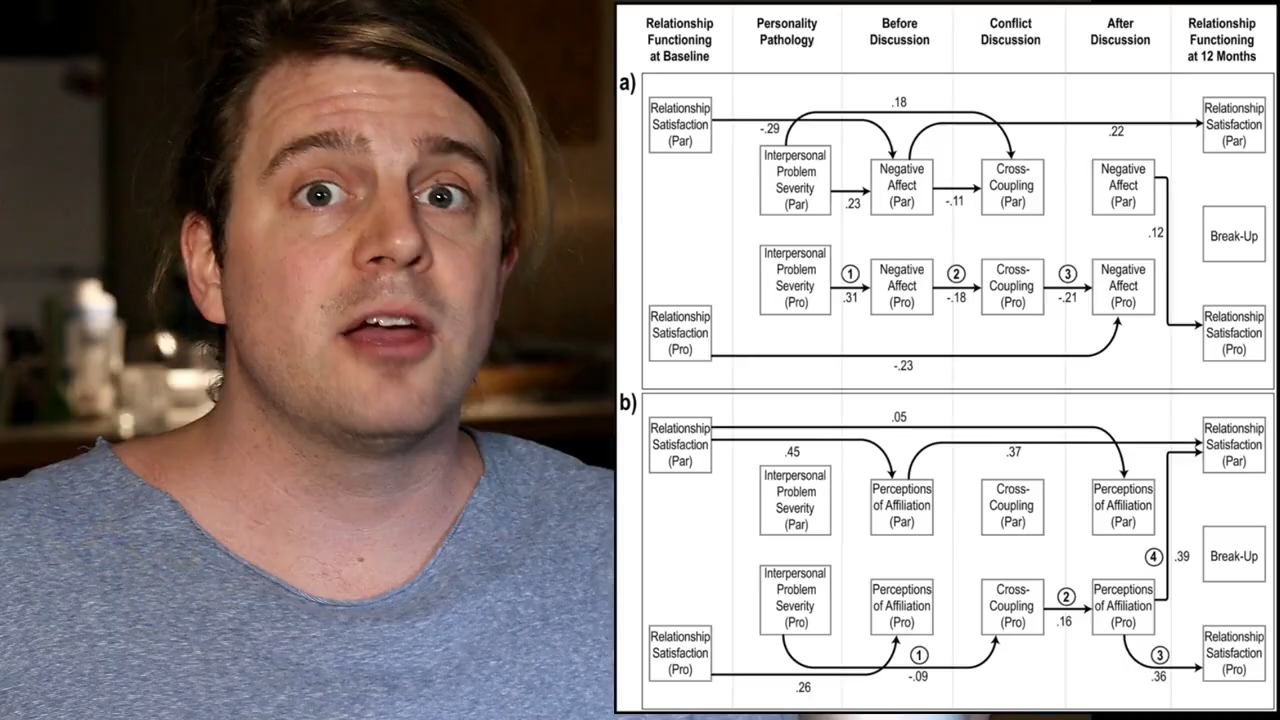 Relationship
Functioning
at Baseline
Personality
Pathology
Before
Discussion
Conflict
Discussion
After
Discussion
Relationship
Functioning
at 12 Months
a)
Relationship
Satisfaction
(Par)
-.29
.18
.22
Relationship
Satisfaction
(Par)
Interpersonal
Problem
Severity
(Par)
.23
Negative
Affect
(Par)
-.11
Cross-
Coupling
(Par)
Negative
Affect
(Par)
.12
Break-Up
Interpersonal
Problem
Severity
(Pro)
1
.31
Negative
Affect
(Pro)
2
-.18
Cross-
Coupling
(Pro)
3
-.21
Negative
Affect
(Pro)
Relationship
Satisfaction
(Pro)
-.23
Relationship
Satisfaction
(Pro)
b)
Relationship
Satisfaction
(Par)
.05
.45
.37
Relationship
Satisfaction
(Par)
Interpersonal
Problem
Severity
(Par)
Perceptions
of Affiliation
(Par)
Cross-
Coupling
(Par)
Perceptions
of Affiliation
(Par)
4
.39
Break-Up
Interpersonal
Problem
Severity
(Pro)
Perceptions
of Affiliation
(Pro)
Cross-
Coupling
(Pro)
2
.16
Perceptions
of Affiliation
(Pro)
Relationship
Satisfaction
(Pro)
.26
1
-.09
3
.36
Relationship
Satisfaction
(Pro)